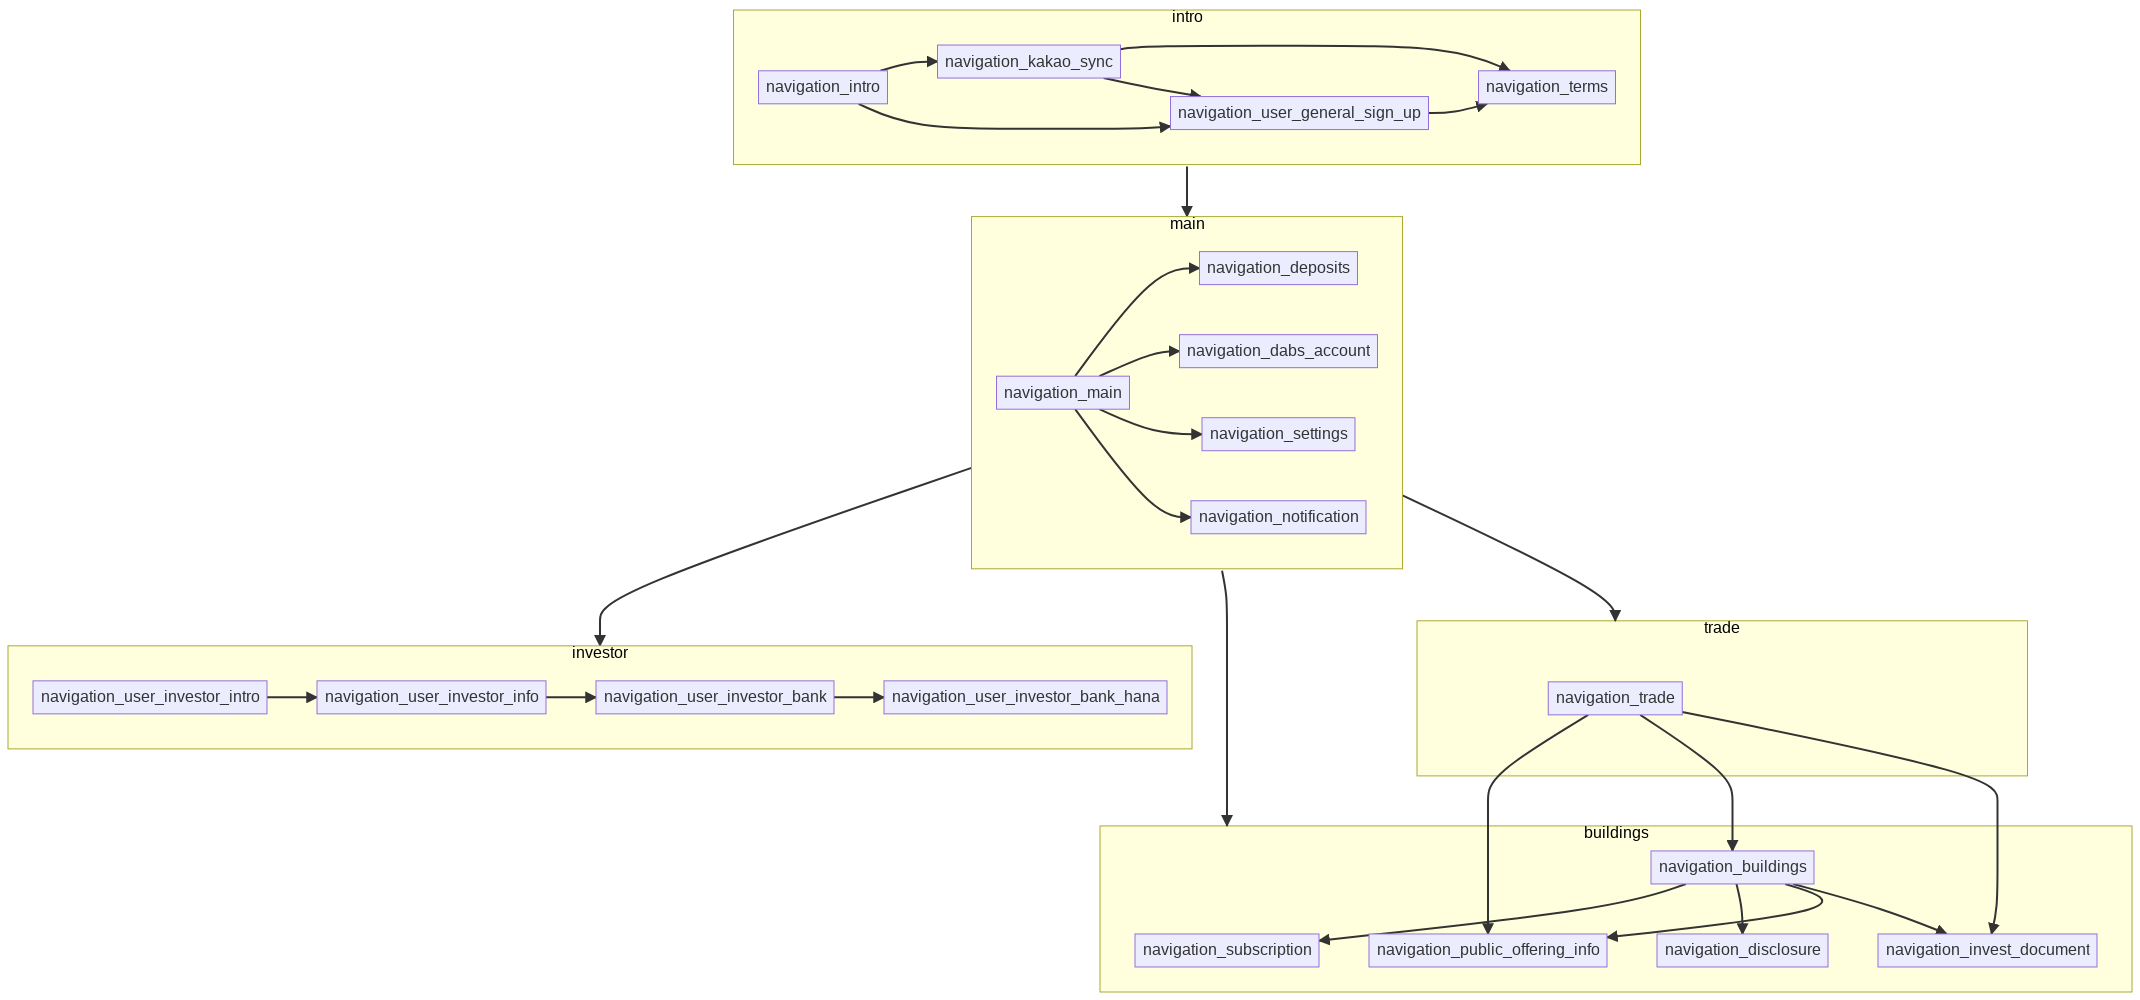 intro
navigation_intro
navigation_kakao_sync
navigation_user_general_sign_up
navigation_terms
main
navigation_main
navigation_deposits
navigation_dabs_account
navigation_settings
navigation_notification
investor
navigation_user_investor_intro
navigation_user_investor_info
navigation_user_investor_bank
navigation_user_investor_bank_hana
trade
navigation_trade
buildings
navigation_buildings
navigation_subscription
navigation_public_offering_info
navigation_disclosure
navigation_invest_document